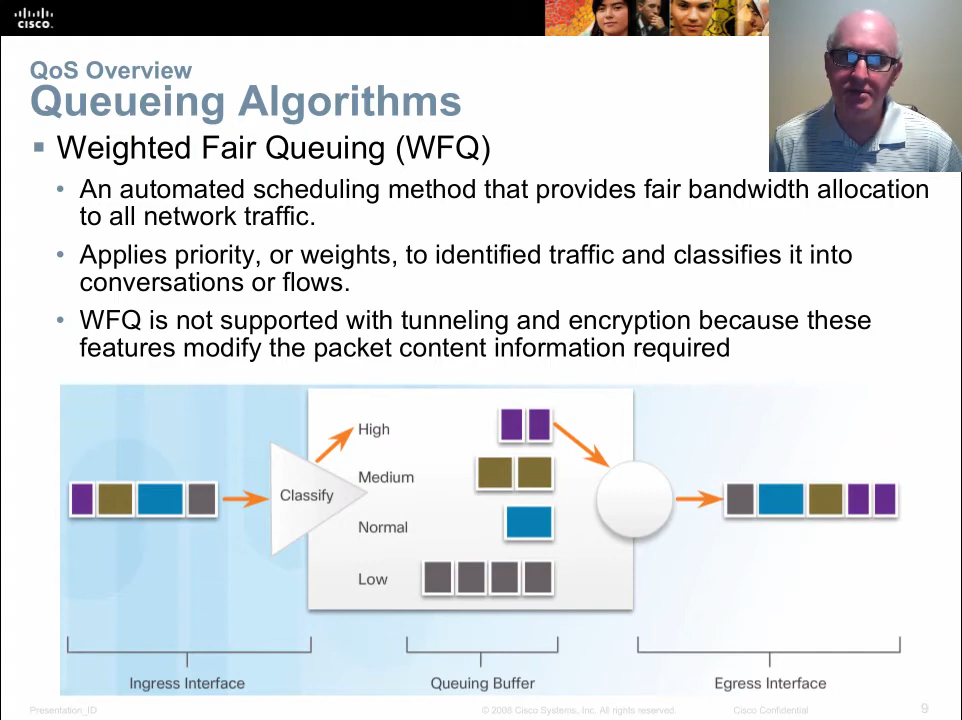 CISCO
QoS Overview
Queueing Algorithms
Weighted Fair Queuing (WFQ)
An automated scheduling method that provides fair bandwidth allocation
to all network traffic.
Applies priority, or weights, to identified traffic and classifies it into
conversations or flows.
WFQ is not supported with tunneling and encryption because these
features modify the packet content information required
High
Medium
Classify
Normal
Low
Ingress Interface
Queuing Buffer
Egress Interface
Presentation_ID
© 2008 Cisco Systems, Inc. All rights reserved.
Cisco Confidential
9